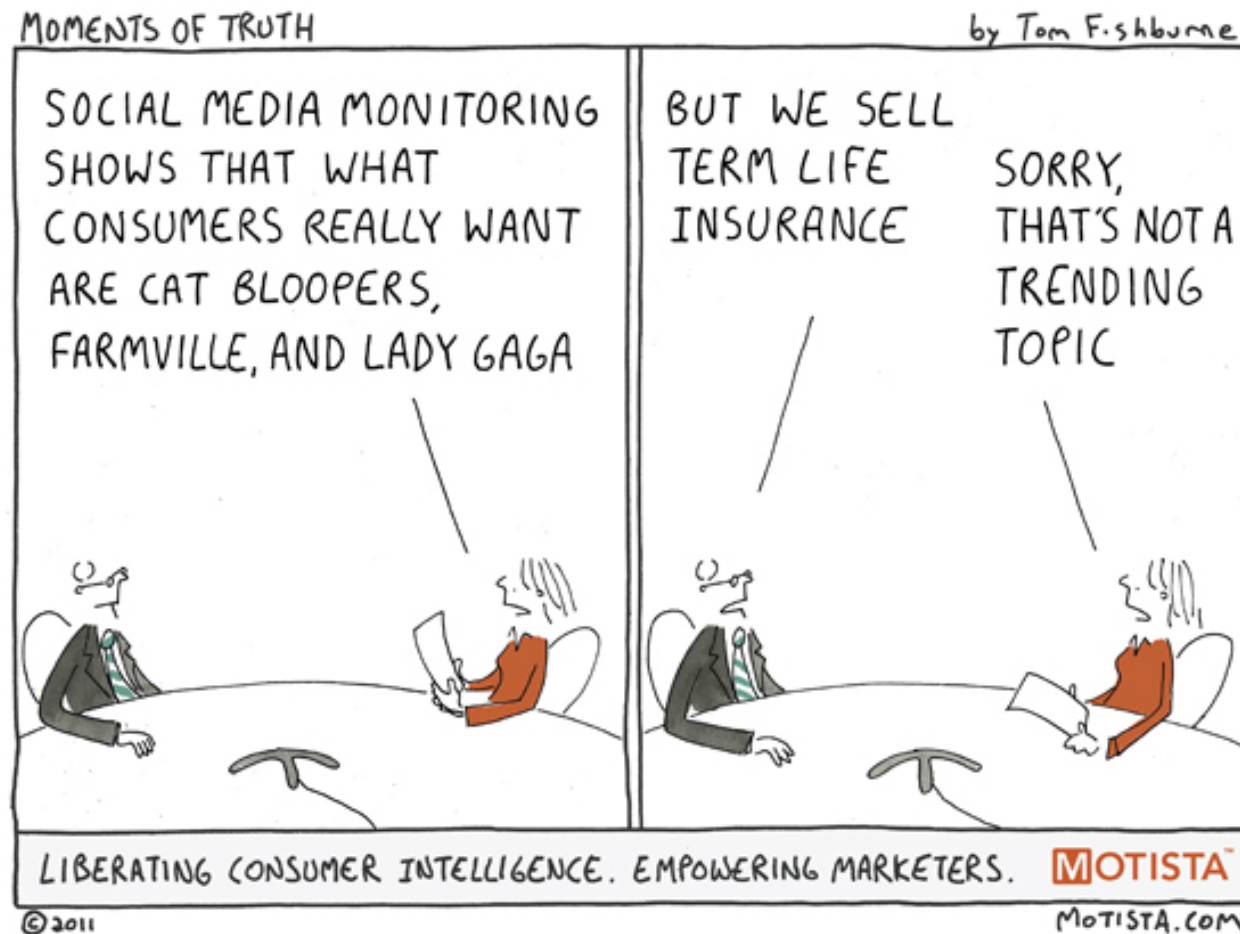 MOMENTS OF TRUTH
by Tom Fishburne
SOCIAL MEDIA MONITORING
SHOWS THAT WHAT
CONSUMERS REALLY WANT
ARE CAT BLOOPERS,
FARMVILLE, AND LADY GAGA
BUT WE SELL
TERM LIFE
INSURANCE
SORRY,
THAT'S NOT A
TRENDING
TOPIC
LIBERATING CONSUMER INTELLIGENCE. EMPOWERING MARKETERS.
MOTISTA™
©2011
MOTISTA.COM